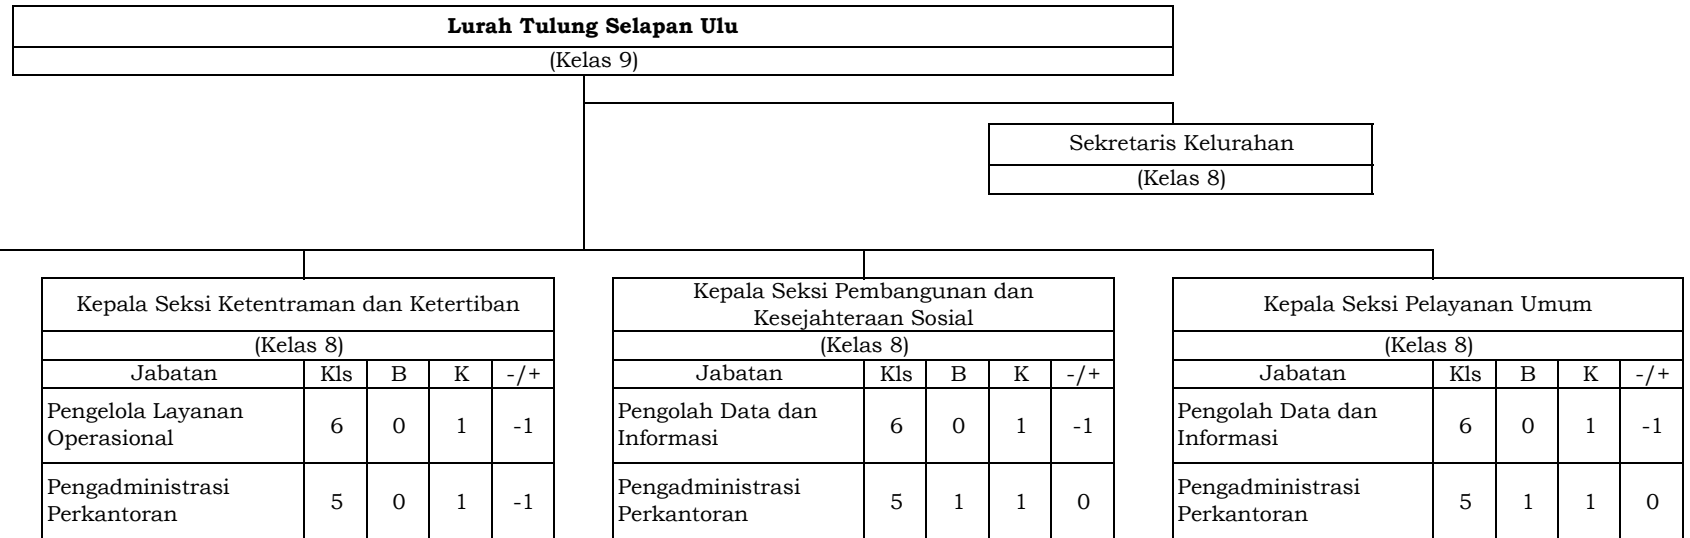 Lurah Tulung Selapan Ulu
(Kelas 9)
Sekretaris Kelurahan
(Kelas 8)
Kepala Seksi Ketentraman dan Ketertiban
(Kelas 8)
Jabatan Kls B K -/+
Pengelola Layanan
Operasional 6 0 1 -1
Pengadministrasi
Perkantoran 5 0 1 -1
Kepala Seksi Pembangunan dan
Kesejahteraan Sosial
(Kelas 8)
Jabatan Kls B K -/+
Pengolah Data dan
Informasi 6 0 1 -1
Pengadministrasi
Perkantoran 5 1 1 0
Kepala Seksi Pelayanan Umum
(Kelas 8)
Jabatan Kls B K -/+
Pengolah Data dan
Informasi 6 0 1 -1
Pengadministrasi
Perkantoran 5 1 1 0